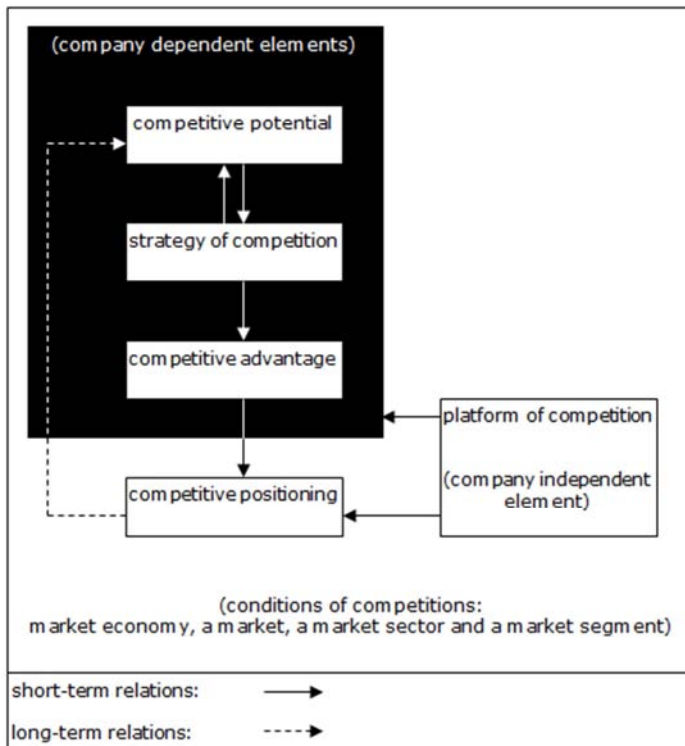 (company dependent elements)
competitive potential
strategy of competition
competitive advantage
platform of competition
(company independent
element)
competitive positioning
(conditions of competitions:
market economy, a market, a market sector and a market segment)
short-term relations:
long-term relations: